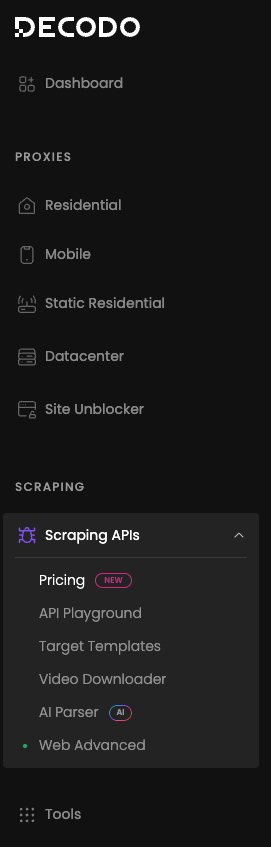 DECODO
Dashboard
PROXIES
Residential
Mobile
Static Residential
Datacenter
Site Unblocker
SCRAPING
Scraping APIs
Pricing NEW
API Playground
Target Templates
Video Downloader
AI Parser AI
Web Advanced
Tools